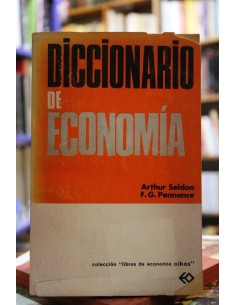 DICCIONARIO
DE
ECONOMÍA
Arthur Seldon
F. G. Pennance
colección "libros de economía oikos"